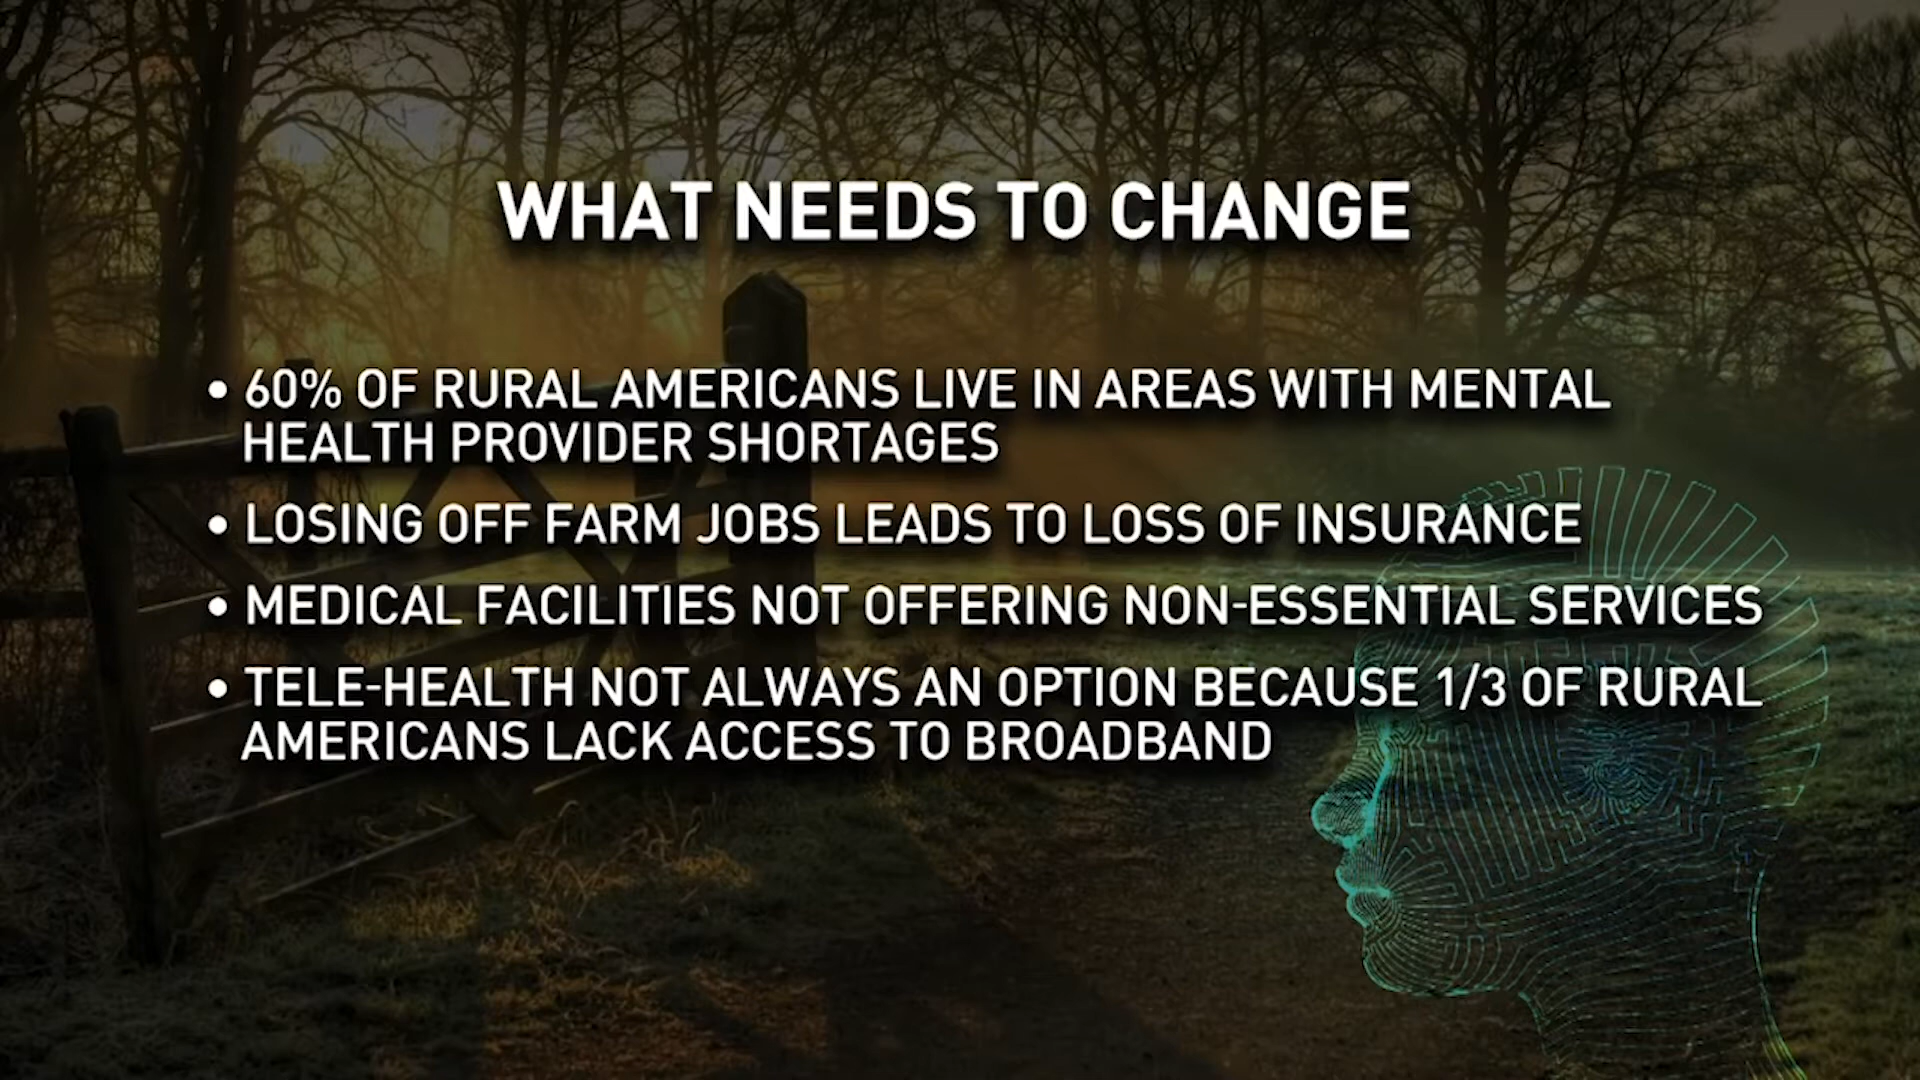 WHAT NEEDS TO CHANGE
• 60% OF RURAL AMERICANS LIVE IN AREAS WITH MENTAL
HEALTH PROVIDER SHORTAGES
• LOSING OFF FARM JOBS LEADS TO LOSS OF INSURANCE
• MEDICAL FACILITIES NOT OFFERING NON-ESSENTIAL SERVICES
• TELE-HEALTH NOT ALWAYS AN OPTION BECAUSE 1/3 OF RURAL
AMERICANS LACK ACCESS TO BROADBAND